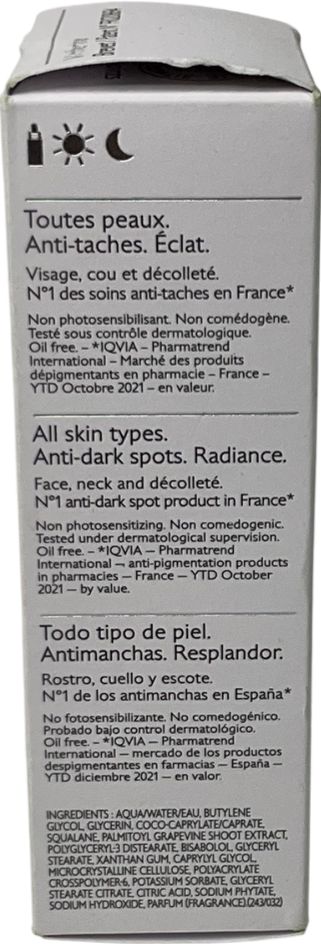 Toutes peaux.
Anti-taches. Éclat.
Visage, cou et décolleté.
N°1 des soins anti-taches en France*
Non photosensibilisant. Non comédogène.
Testé sous contrôle dermatologique.
Oil free. – *IQVIA – Pharmatrend
International – Marché des produits
dépigmentants en pharmacie – France –
YTD Octobre 2021 – en valeur.
All skin types.
Anti-dark spots. Radiance.
Face, neck and décolleté.
N°1 anti-dark spot product in France*
Non photosensitizing. Non comedogenic.
Tested under dermatological supervision.
Oil free. – *IQVIA – Pharmatrend
International – anti-pigmentation products
in pharmacies – France – YTD October
2021 – by value.
Todo tipo de piel.
Antimanchas. Resplandor.
Rostro, cuello y escote.
N°1 de los antimanchas en España*
No fotosensibilizante. No comedogénico.
Probado bajo control dermatológico.
Oil free. – *IQVIA – Pharmatrend
International – mercado de los productos
despigmentantes en farmacias – España –
YTD diciembre 2021 – en valor.
INGREDIENTS : AQUA/WATER/EAU, BUTYLENE
GLYCOL, GLYCERIN, COCO-CAPRYLATE/CAPRATE,
SQUALANE, PALMITOYL GRAPEVINE SHOOT EXTRACT,
POLYGLYCERYL-3 DISTEARATE, BISABOLOL, GLYCERYL
STEARATE, XANTHAN GUM, CAPRYLYL GLYCOL,
MICROCRYSTALLINE CELLULOSE, POLYACRYLATE
CROSSPOLYMER-6, POTASSIUM SORBATE, GLYCERYL
STEARATE CITRATE, CITRIC ACID, SODIUM PHYTATE,
SODIUM HYDROXIDE, PARFUM (FRAGRANCE).(243/032)